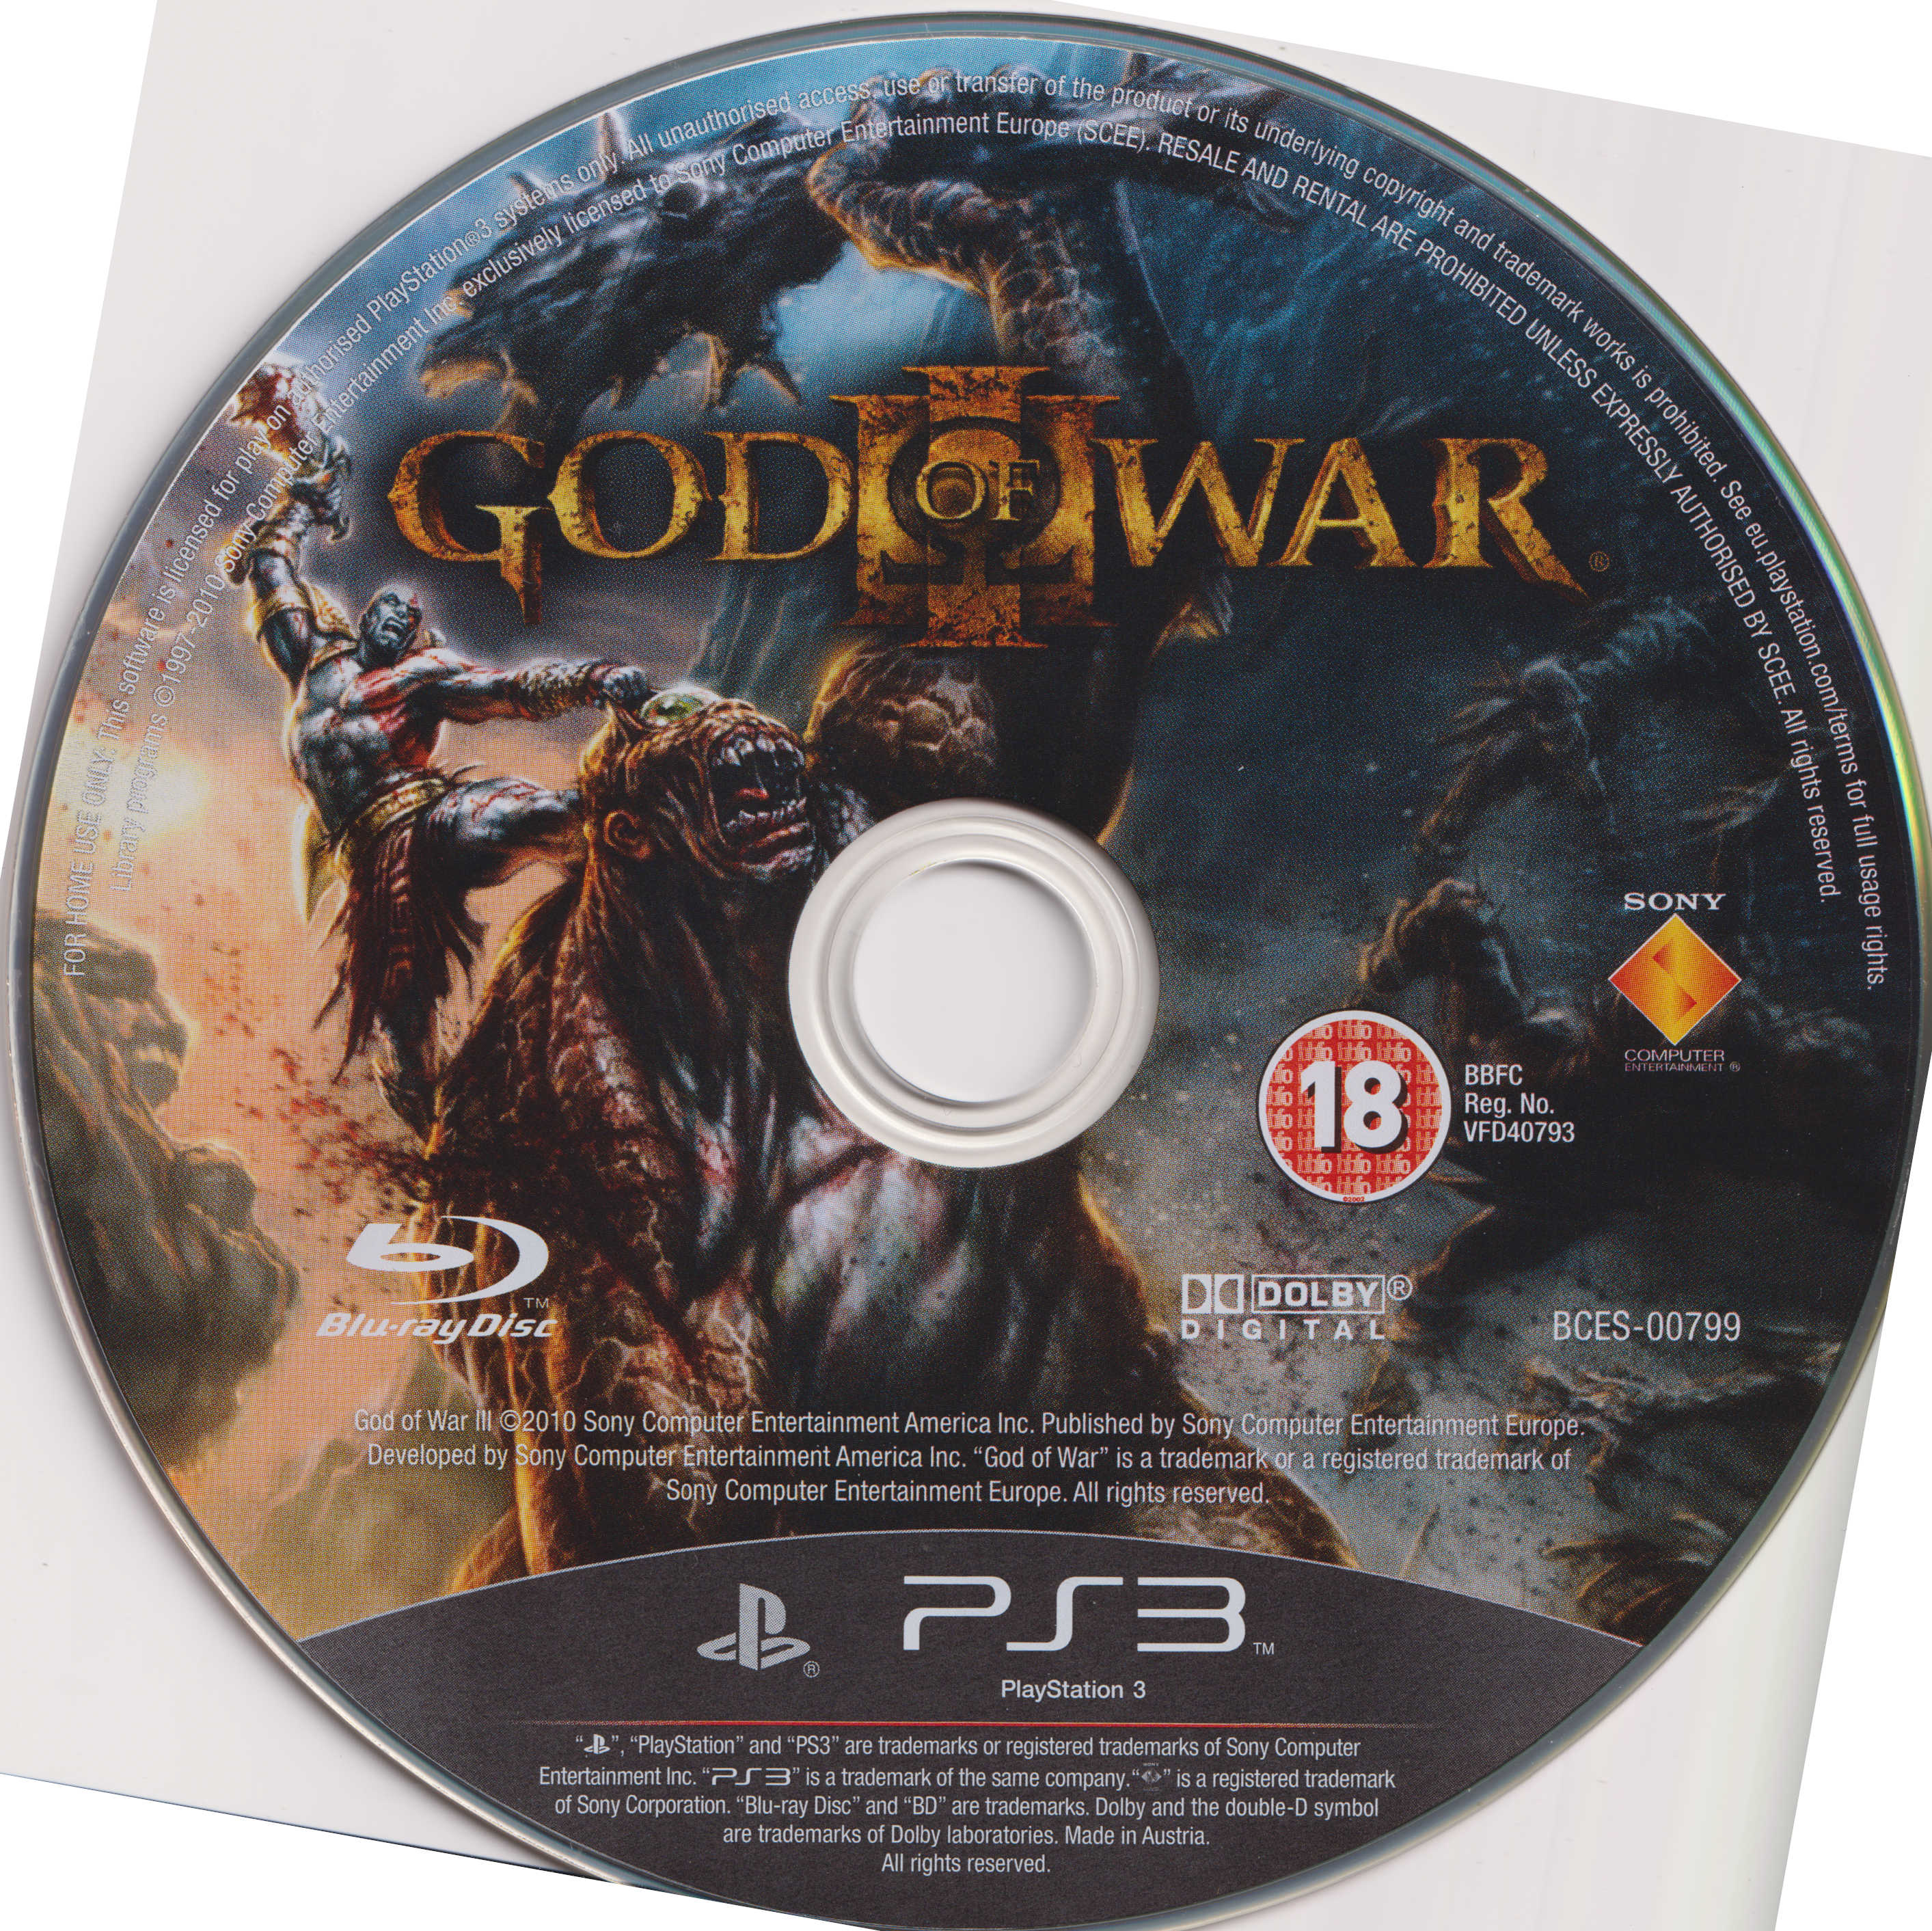 FOR HOME USE ONLY. This software is licensed for play on authorised PlayStation®3 systems only. All unauthorised access, use or transfer of the product or its underlying copyright and trademark works is prohibited. See eu.playstation.com/terms for full usage rights.
Library programs ©1997-2010 Sony Computer Entertainment Inc. exclusively licensed to Sony Computer Entertainment Europe (SCEE). RESALE AND RENTAL ARE PROHIBITED UNLESS EXPRESSLY AUTHORISED BY SCEE. All rights reserved.
GOD OF WAR III ®
SONY
COMPUTER
ENTERTAINMENT ®
18
©2002
BBFC
Reg. No.
VFD40793
Blu-ray Disc™
DOLBY®
DIGITAL
BCES-00799
God of War III ©2010 Sony Computer Entertainment America Inc. Published by Sony Computer Entertainment Europe.
Developed by Sony Computer Entertainment America Inc. “God of War” is a trademark or a registered trademark of
Sony Computer Entertainment Europe. All rights reserved.
® PS3™
PlayStation 3
“ ”, “PlayStation” and “PS3” are trademarks or registered trademarks of Sony Computer
Entertainment Inc. “PS3” is a trademark of the same company. “ ” is a registered trademark
of Sony Corporation. “Blu-ray Disc” and “BD” are trademarks. Dolby and the double-D symbol
are trademarks of Dolby laboratories. Made in Austria.
All rights reserved.